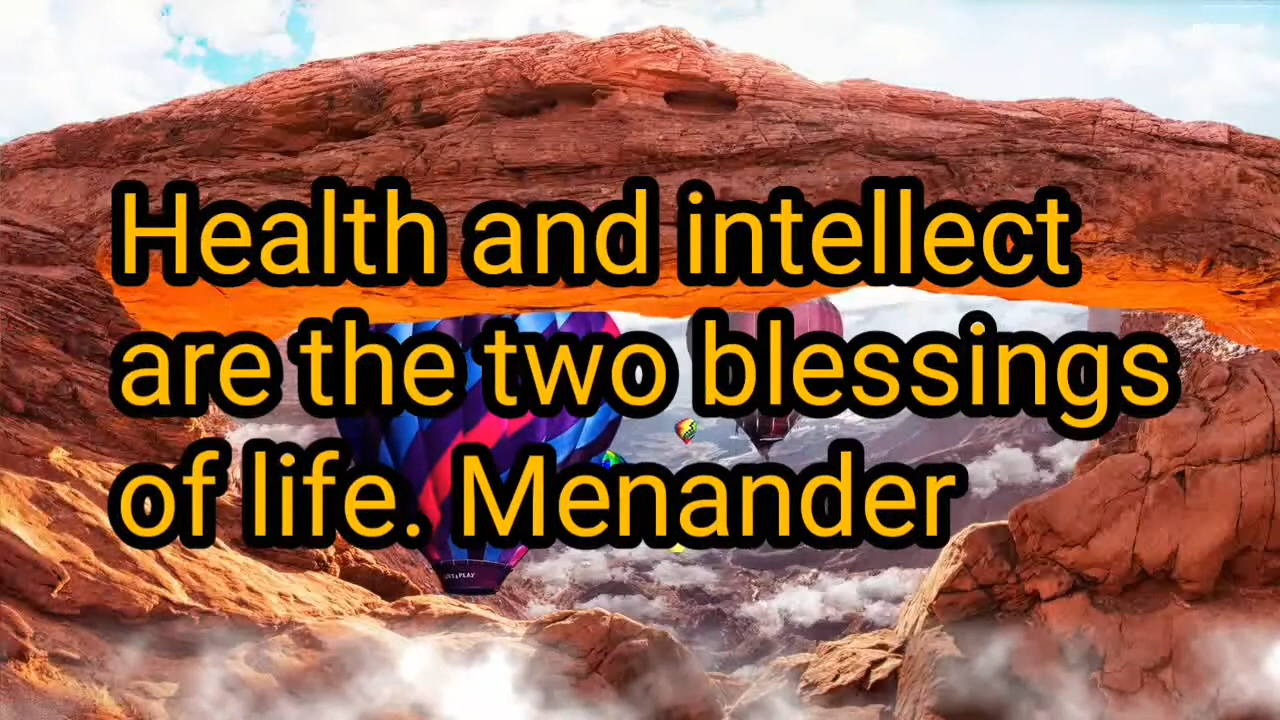 Health and intellect
are the two blessings
of life. Menander